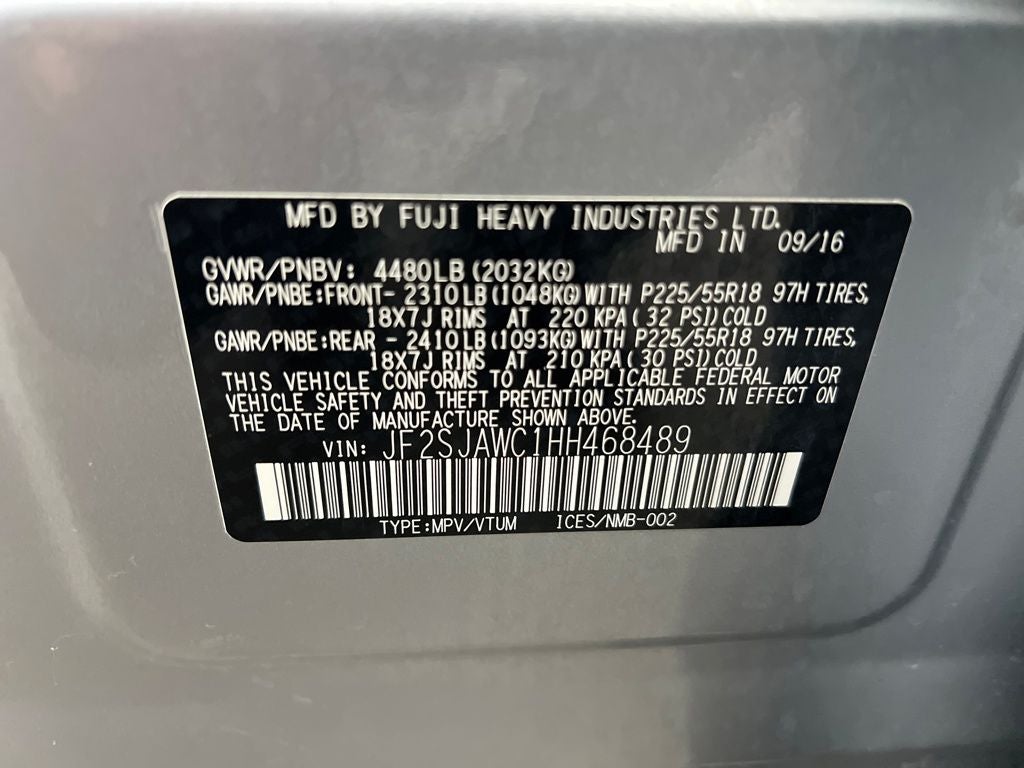 MFD BY FUJI HEAVY INDUSTRIES LTD.
MFD IN 09/16
GVWR/PNBV: 4480LB (2032KG)
GAWR/PNBE:FRONT- 2310LB(1048KG)WITH P225/55R18 97H TIRES,
18X7J RIMS AT 220 KPA( 32 PSI)COLD
GAWR/PNBE:REAR - 2410LB(1093KG)WITH P225/55R18 97H TIRES,
18X7J RIMS AT 210 KPA( 30 PSI)COLD
THIS VEHICLE CONFORMS TO ALL APPLICABLE FEDERAL MOTOR
VEHICLE SAFETY AND THEFT PREVENTION STANDARDS IN EFFECT ON
THE DATE OF MANUFACTURE SHOWN ABOVE.
VIN: JF2SJAWC1HH468489
TYPE:MPV/VTUM ICES/NMB-002